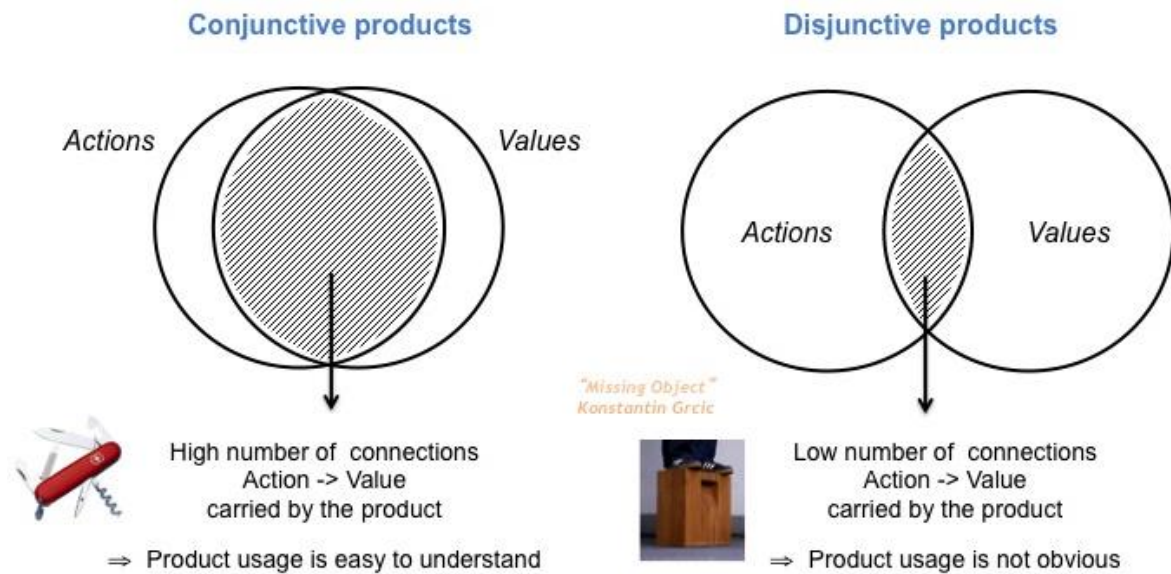 Conjunctive products
Actions
Values
High number of  connections
Action -> Value
carried by the product
⇒ Product usage is easy to understand
Disjunctive products
Actions
Values
"Missing Object"
Konstantin Grcic
Low number of  connections
Action -> Value
carried by the product
⇒ Product usage is not obvious